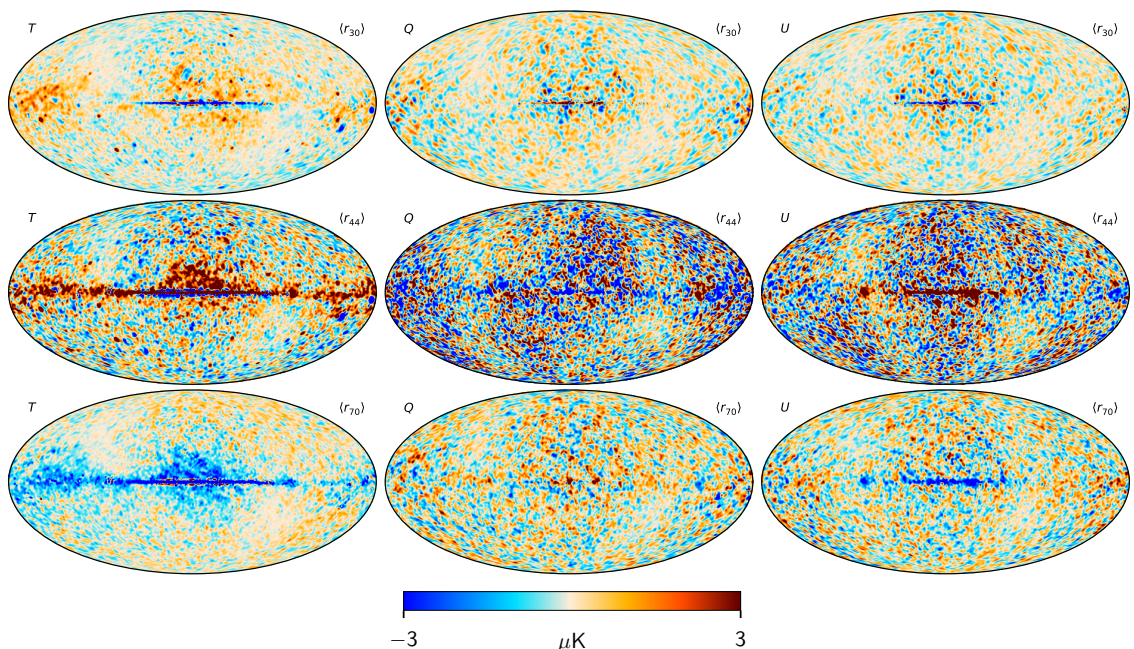 T ⟨r₃₀⟩ Q ⟨r₃₀⟩ U ⟨r₃₀⟩
T ⟨r₄₄⟩ Q ⟨r₄₄⟩ U ⟨r₄₄⟩
T ⟨r₇₀⟩ Q ⟨r₇₀⟩ U ⟨r₇₀⟩
−3 μK 3